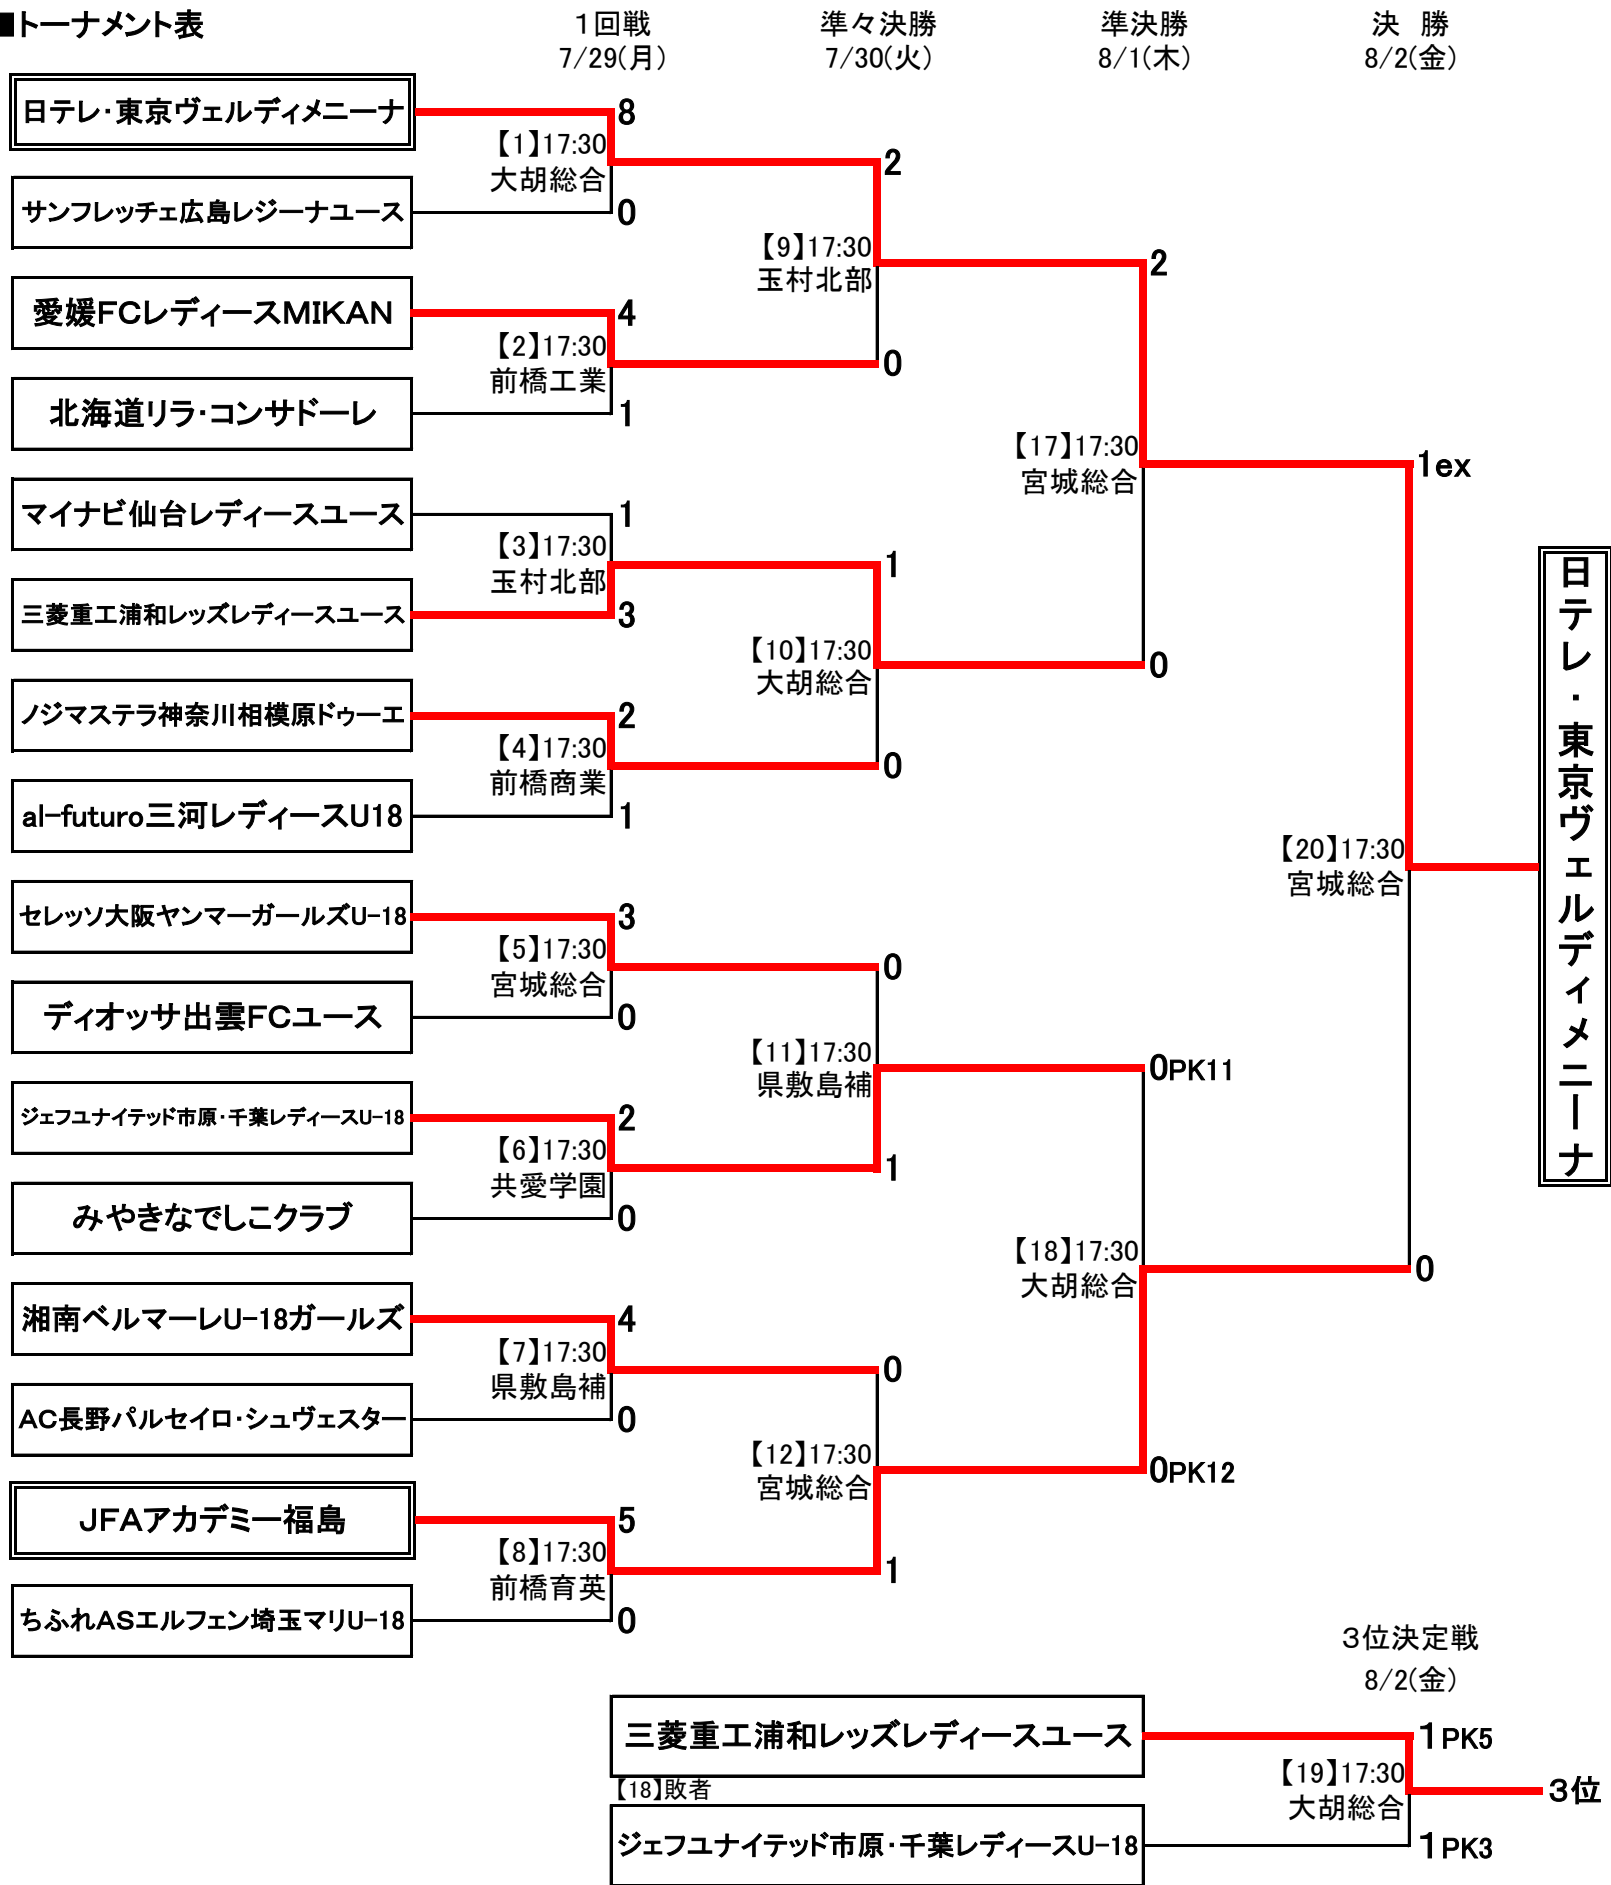 ■トーナメント表
1回戦
7/29(月)
準々決勝
7/30(火)
準決勝
8/1(木)
決 勝
8/2(金)
日テレ・東京ヴェルディメニーナ
8
【1】17:30
大胡総合
サンフレッチェ広島レジーナユース
0
2
【9】17:30
玉村北部
愛媛FCレディースMIKAN
4
【2】17:30
前橋工業
0
北海道リラ・コンサドーレ
1
2
【17】17:30
宮城総合
マイナビ仙台レディースユース
1
【3】17:30
玉村北部
三菱重工浦和レッズレディースユース
3
1
【10】17:30
大胡総合
0
ノジマステラ神奈川相模原ドゥーエ
2
【4】17:30
前橋商業
0
al-futuro三河レディースU18
1
1ex
【20】17:30
宮城総合
日テレ・東京ヴェルディメニーナ
セレッソ大阪ヤンマーガールズU-18
3
【5】17:30
宮城総合
0
ディオッサ出雲FCユース
0
【11】17:30
県敷島補
0PK11
ジェフユナイテッド市原・千葉レディースU-18
2
【6】17:30
共愛学園
1
みやきなでしこクラブ
0
【18】17:30
大胡総合
0
湘南ベルマーレU-18ガールズ
4
【7】17:30
県敷島補
0
AC長野パルセイロ・シュヴェスター
0
【12】17:30
宮城総合
0PK12
JFAアカデミー福島
5
【8】17:30
前橋育英
1
ちふれASエルフェン埼玉マリU-18
0
3位決定戦
8/2(金)
三菱重工浦和レッズレディースユース
1PK5
【18】敗者
【19】17:30
大胡総合
3位
ジェフユナイテッド市原・千葉レディースU-18
1PK3